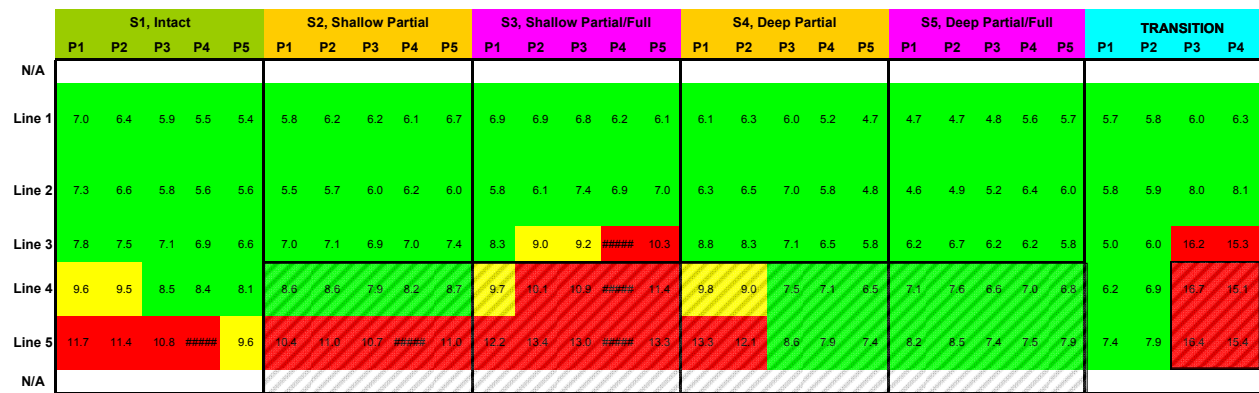 S1, Intact S2, Shallow Partial S3, Shallow Partial/Full S4, Deep Partial S5, Deep Partial/Full TRANSITION
P1 P2 P3 P4 P5 P1 P2 P3 P4 P5 P1 P2 P3 P4 P5 P1 P2 P3 P4 P5 P1 P2 P3 P4 P5 P1 P2 P3 P4
N/A
Line 1 7.0 6.4 5.9 5.5 5.4 5.8 6.2 6.2 6.1 6.7 6.9 6.9 6.8 6.2 6.1 6.1 6.3 6.0 5.2 4.7 4.7 4.7 4.8 5.6 5.7 5.7 5.8 6.0 6.3
Line 2 7.3 6.6 5.8 5.6 5.6 5.5 5.7 6.0 6.2 6.0 5.8 6.1 7.4 6.9 7.0 6.3 6.5 7.0 5.8 4.8 4.6 4.9 5.2 6.4 6.0 5.8 5.9 8.0 8.1
Line 3 7.8 7.5 7.1 6.9 6.6 7.0 7.1 6.9 7.0 7.4 8.3 9.0 9.2 ##### 10.3 8.8 8.3 7.1 6.5 5.8 6.2 6.7 6.2 6.2 5.8 5.0 6.0 16.2 15.3
Line 4 9.6 9.5 8.5 8.4 8.1 8.6 8.6 7.9 8.2 8.7 9.7 10.1 10.9 ##### 11.4 9.8 9.0 7.5 7.1 6.5 7.1 7.6 6.6 7.0 6.8 6.2 6.9 16.7 15.1
Line 5 11.7 11.4 10.8 ##### 9.6 10.4 11.0 10.7 ##### 11.0 12.2 13.4 13.0 ##### 13.3 13.3 12.1 8.6 7.9 7.4 8.2 8.5 7.4 7.5 7.9 7.4 7.9 16.4 15.4
N/A